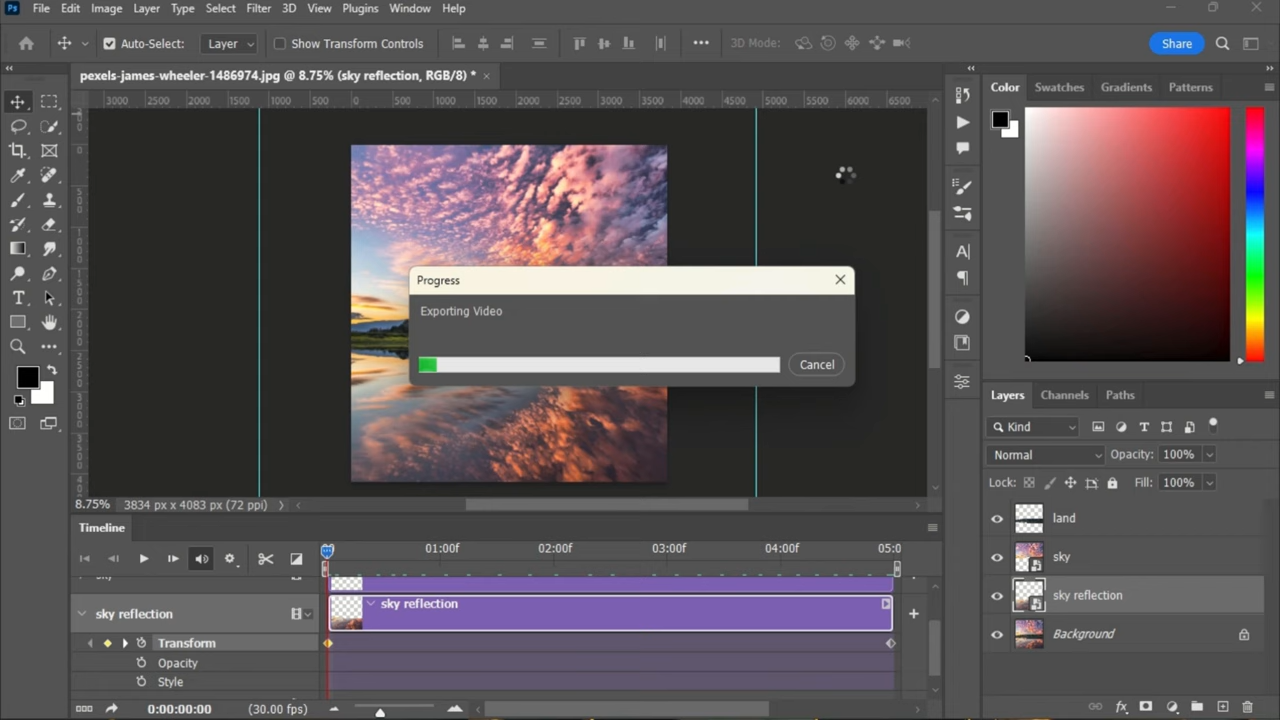 Ps File Edit Image Layer Type Select Filter 3D View Plugins Window Help
Auto-Select: Layer Show Transform Controls 3D Mode: Share
pexels-james-wheeler-1486974.jpg @ 8.75% (sky reflection, RGB/8) *
3000 2500 2000 1500 1000 500 0 500 1000 1500 2000 2500 3000 3500 4000 4500 5000 5500 6000 6500
Color Swatches Gradients Patterns
Progress
Exporting Video
Cancel
8.75% 3834 px x 4083 px (72 ppi)
Layers Channels Paths
Kind
Normal Opacity: 100%
Lock: Fill: 100%
land
sky
sky reflection
Background
Timeline
01:00f 02:00f 03:00f 04:00f 05:0
sky reflection
sky reflection
Transform
Opacity
Style
0:00:00:00 (30.00 fps)